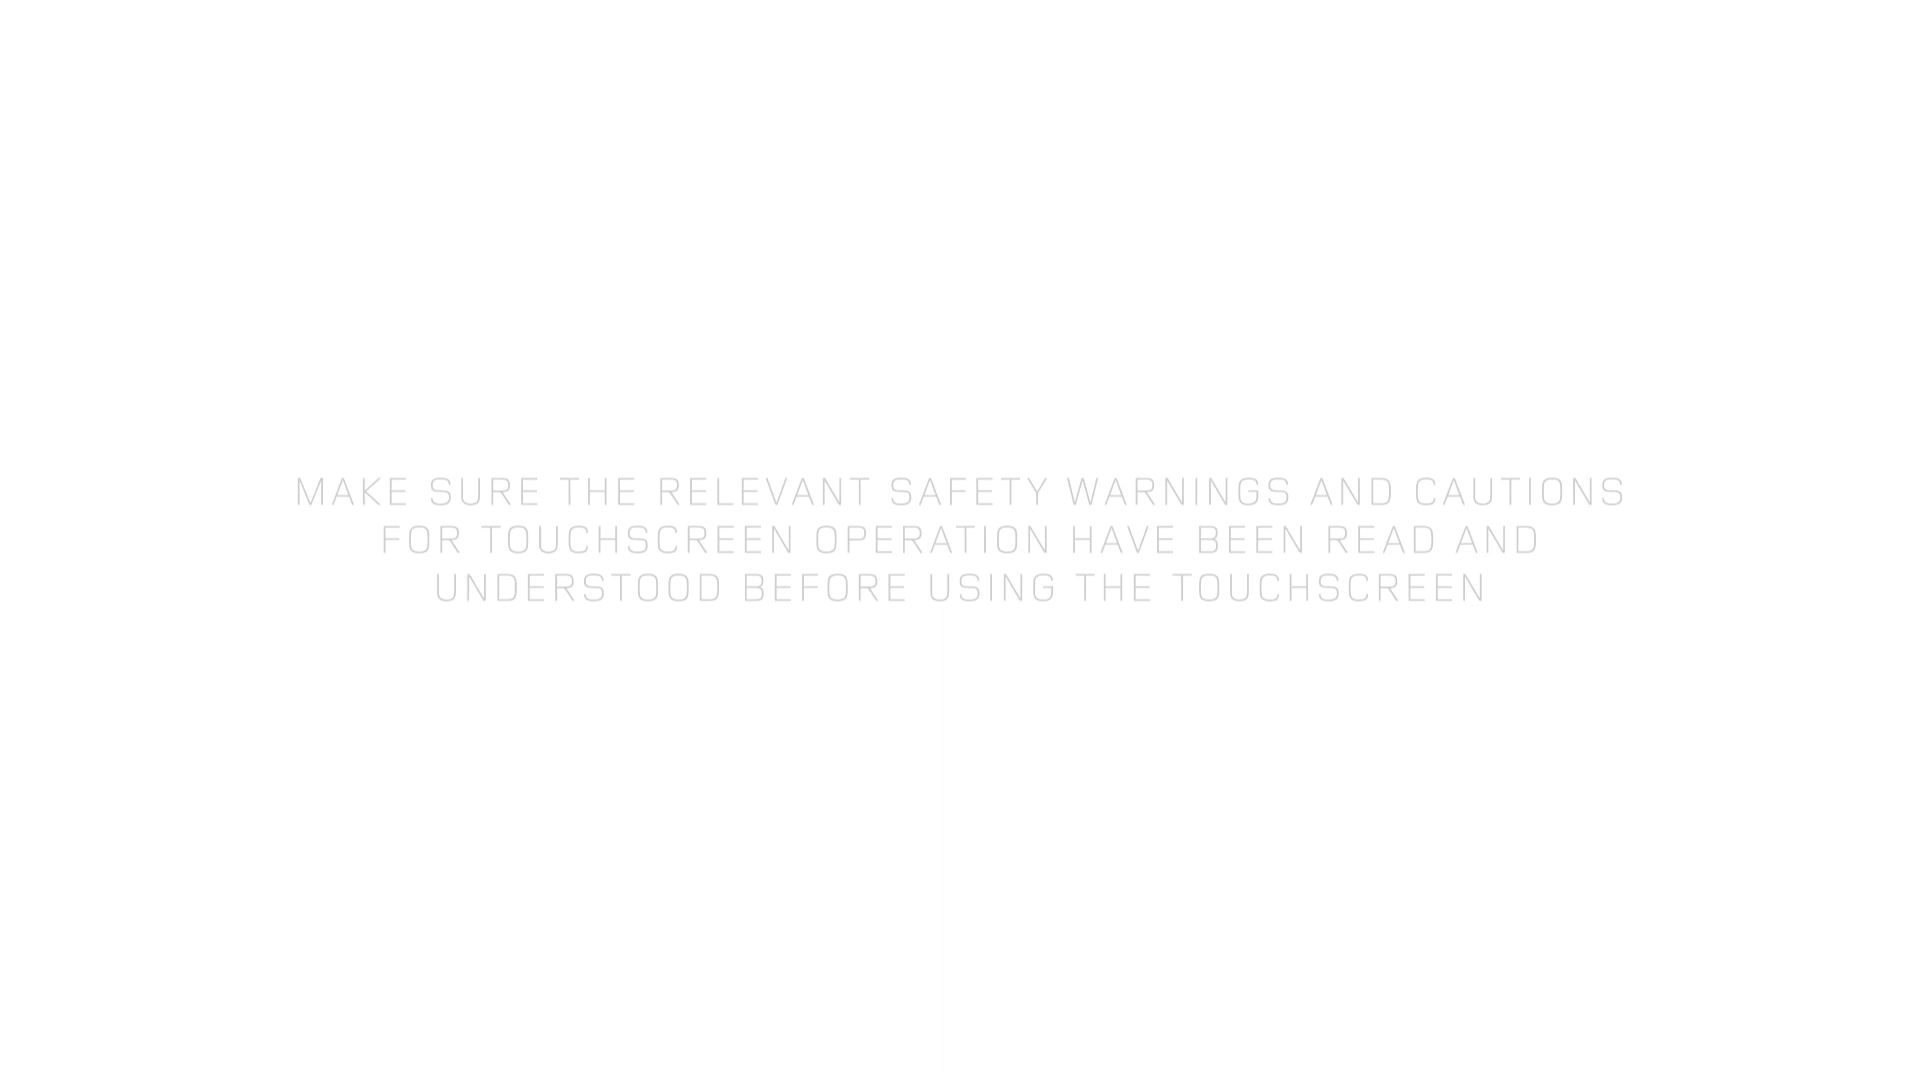 MAKE SURE THE RELEVANT SAFETY WARNINGS AND CAUTIONS
FOR TOUCHSCREEN OPERATION HAVE BEEN READ AND
UNDERSTOOD BEFORE USING THE TOUCHSCREEN